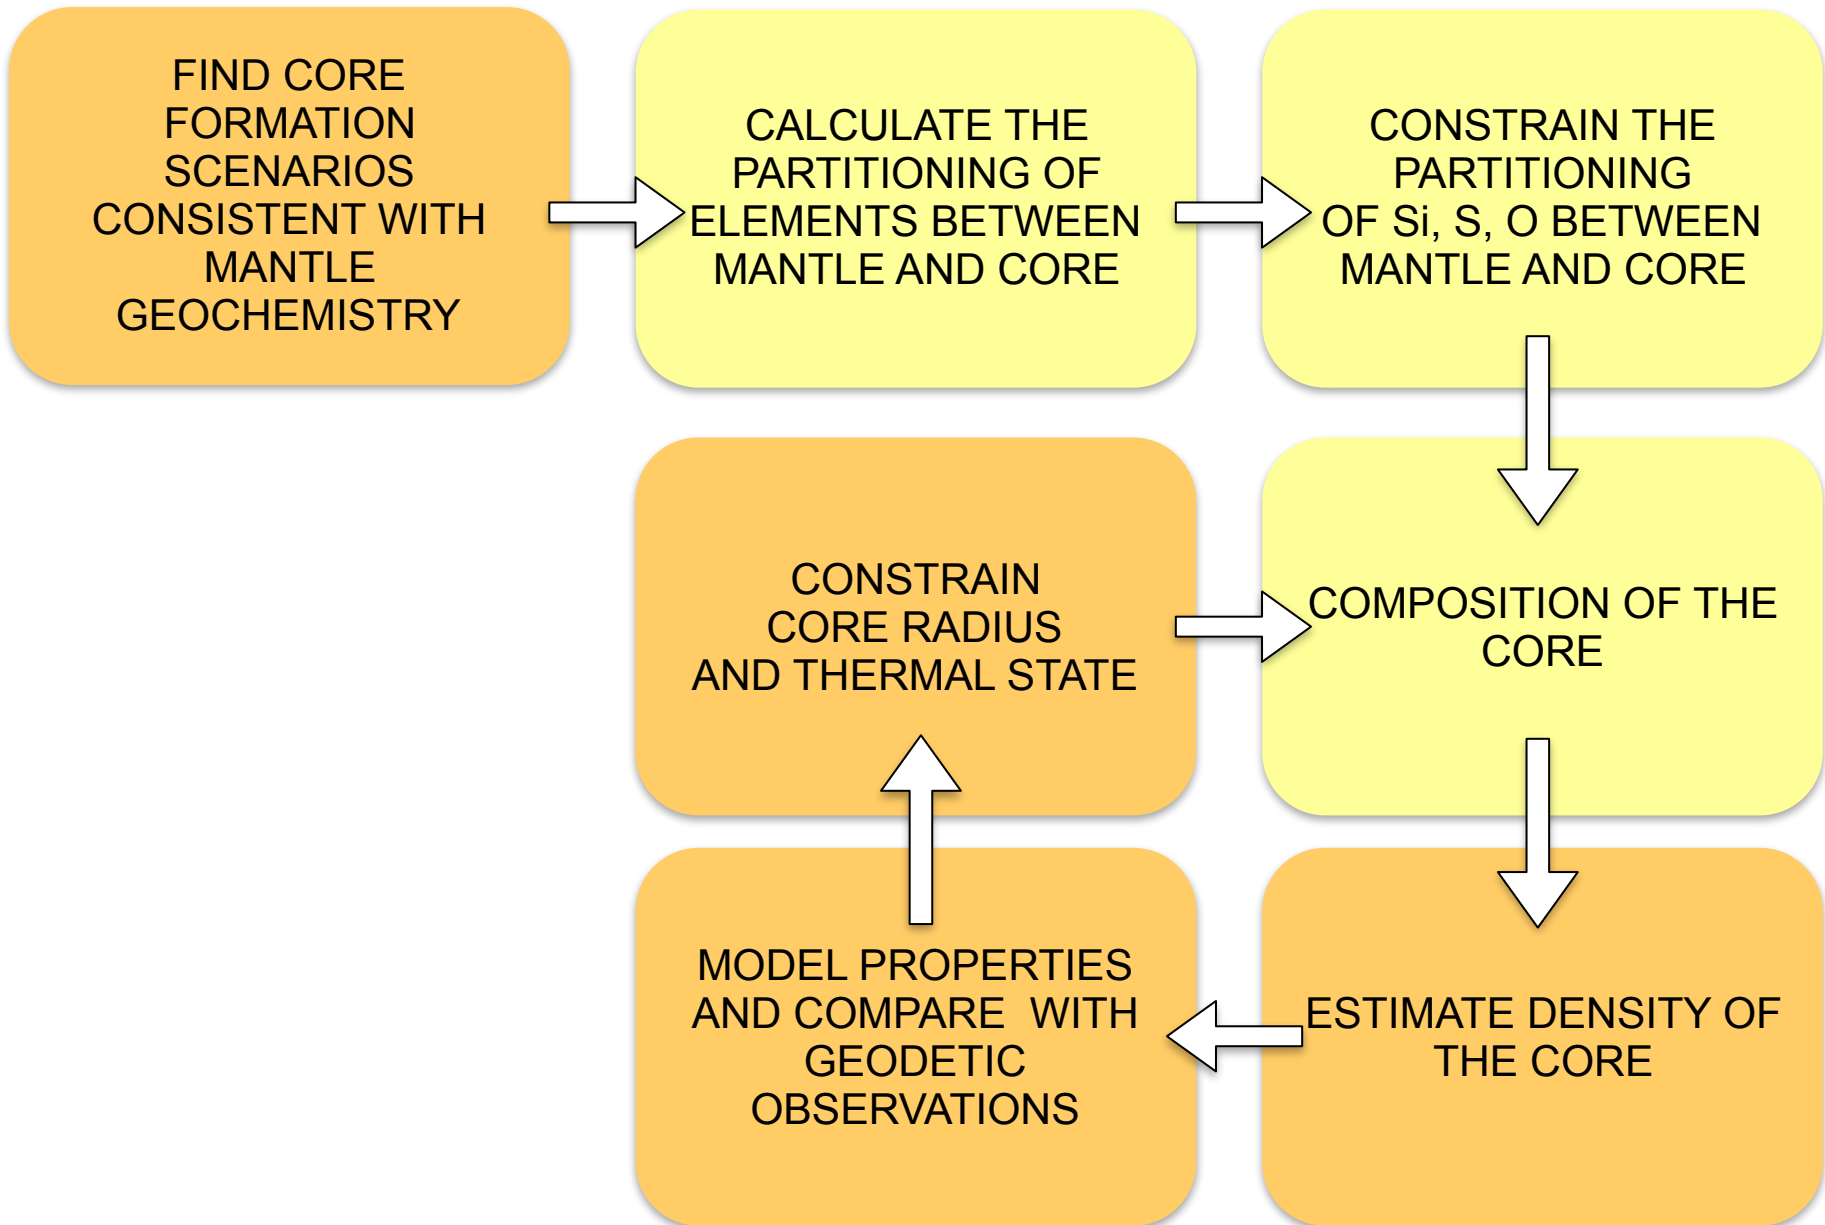 FIND CORE
FORMATION
SCENARIOS
CONSISTENT WITH
MANTLE
GEOCHEMISTRY
CALCULATE THE
PARTITIONING OF
ELEMENTS BETWEEN
MANTLE AND CORE
CONSTRAIN THE
PARTITIONING
OF Si, S, O BETWEEN
MANTLE AND CORE
CONSTRAIN
CORE RADIUS
AND THERMAL STATE
COMPOSITION OF THE
CORE
MODEL PROPERTIES
AND COMPARE  WITH
GEODETIC
OBSERVATIONS
ESTIMATE DENSITY OF
THE CORE